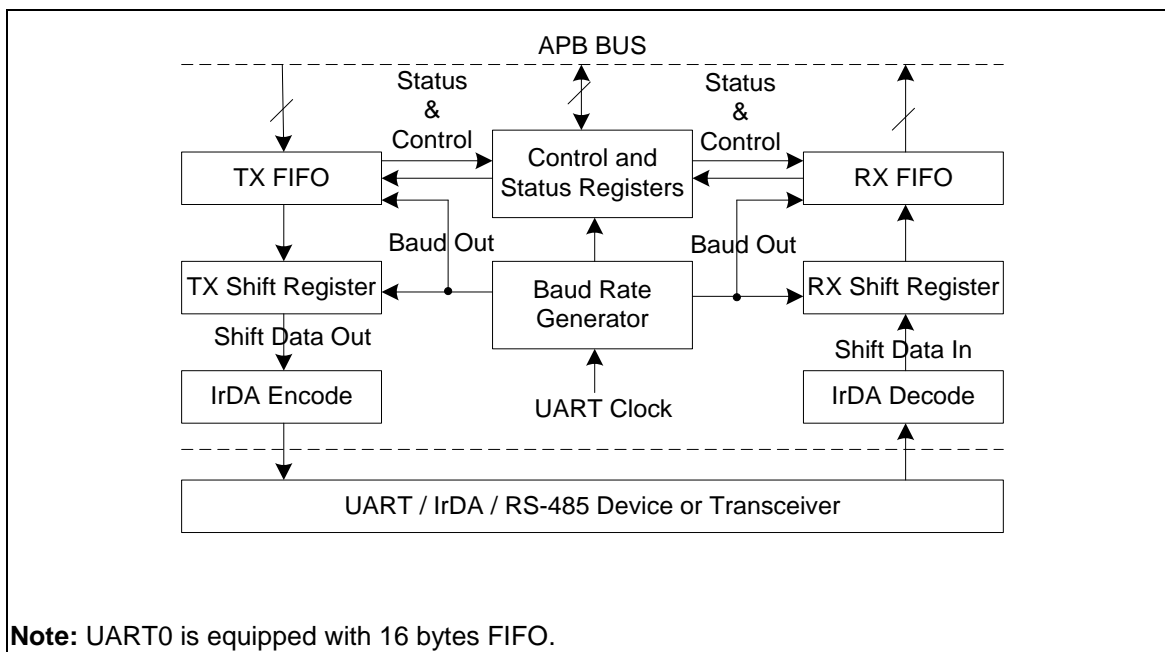 APB BUS
Status
&
Control
Status
&
Control
TX FIFO
Control and
Status Registers
RX FIFO
Baud Out
Baud Out
TX Shift Register
Baud Rate
Generator
RX Shift Register
Shift Data Out
Shift Data In
IrDA Encode
UART Clock
IrDA Decode
UART / IrDA / RS-485 Device or Transceiver
Note: UART0 is equipped with 16 bytes FIFO.